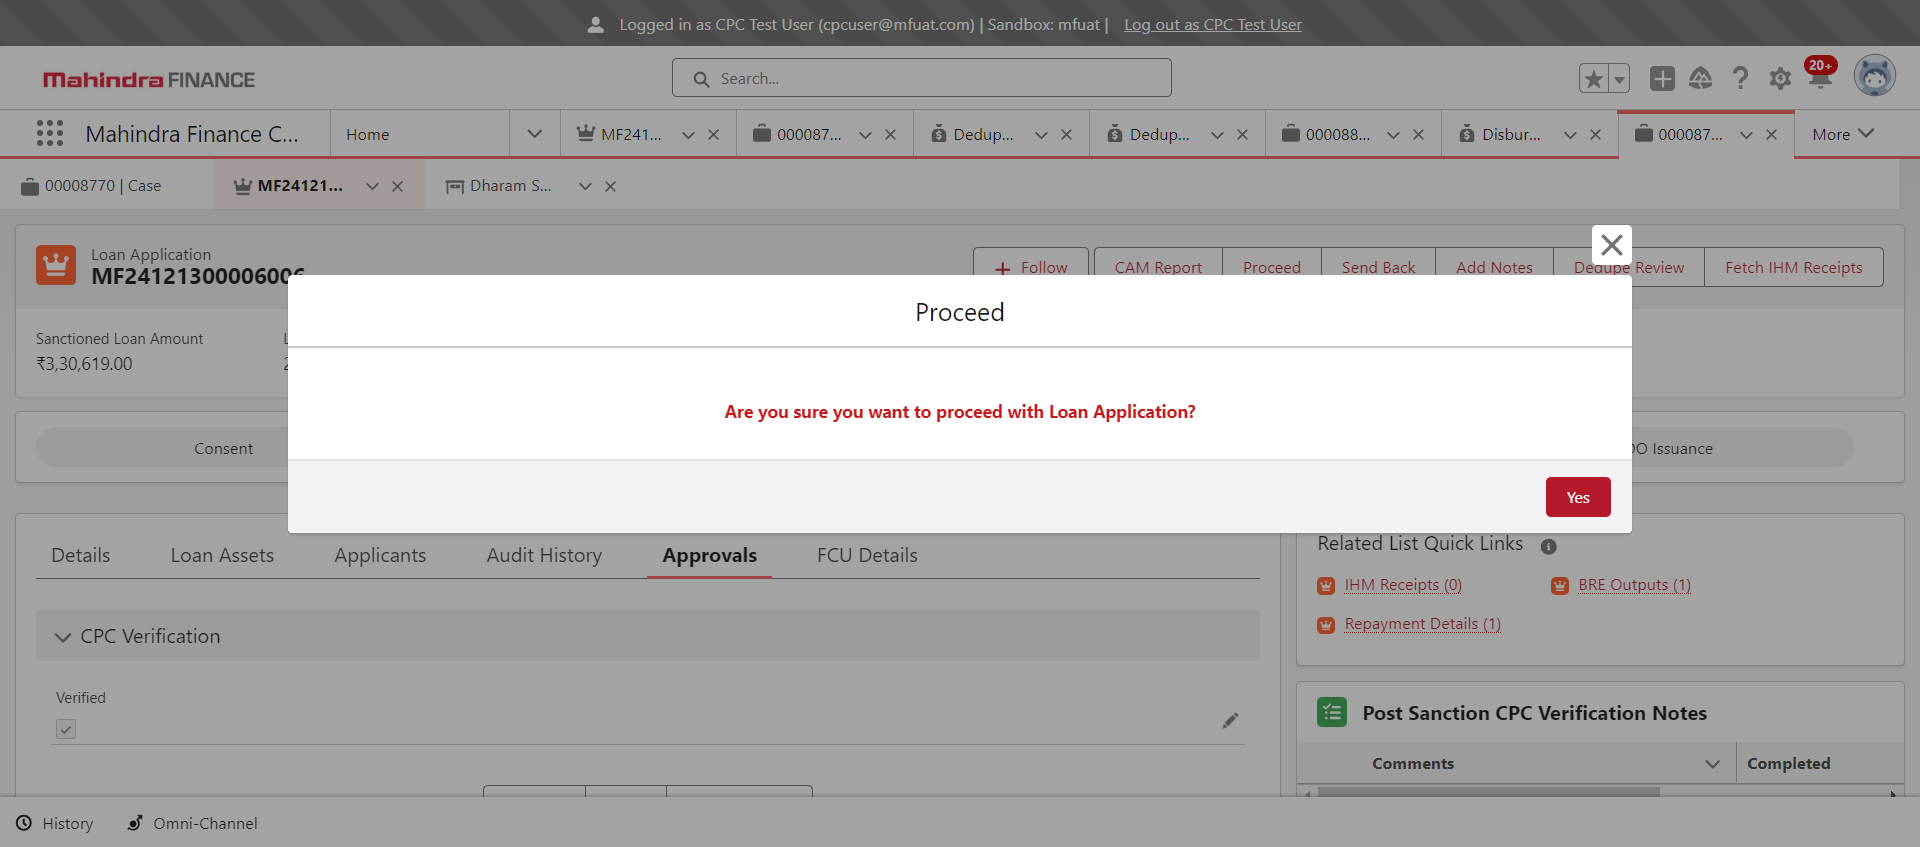 Logged in as CPC Test User (cpcuser@mfuat.com) | Sandbox: mfuat | Log out as CPC Test User
Mahindra FINANCE
Search...
20+
Mahindra Finance C...
Home
MF241...
000087...
Dedup...
Dedup...
000088...
Disbur...
000087...
More
00008770 | Case
MF24121...
Dharam S...
Loan Application
MF24121300006006
Follow
CAM Report
Proceed
Send Back
Add Notes
Dedupe Review
Fetch IHM Receipts
Proceed
Sanctioned Loan Amount
₹3,30,619.00
Are you sure you want to proceed with Loan Application?
Consent
DO Issuance
Yes
Details
Loan Assets
Applicants
Audit History
Approvals
FCU Details
Related List Quick Links
IHM Receipts (0)
BRE Outputs (1)
Repayment Details (1)
CPC Verification
Verified
Post Sanction CPC Verification Notes
Comments
Completed
History
Omni-Channel